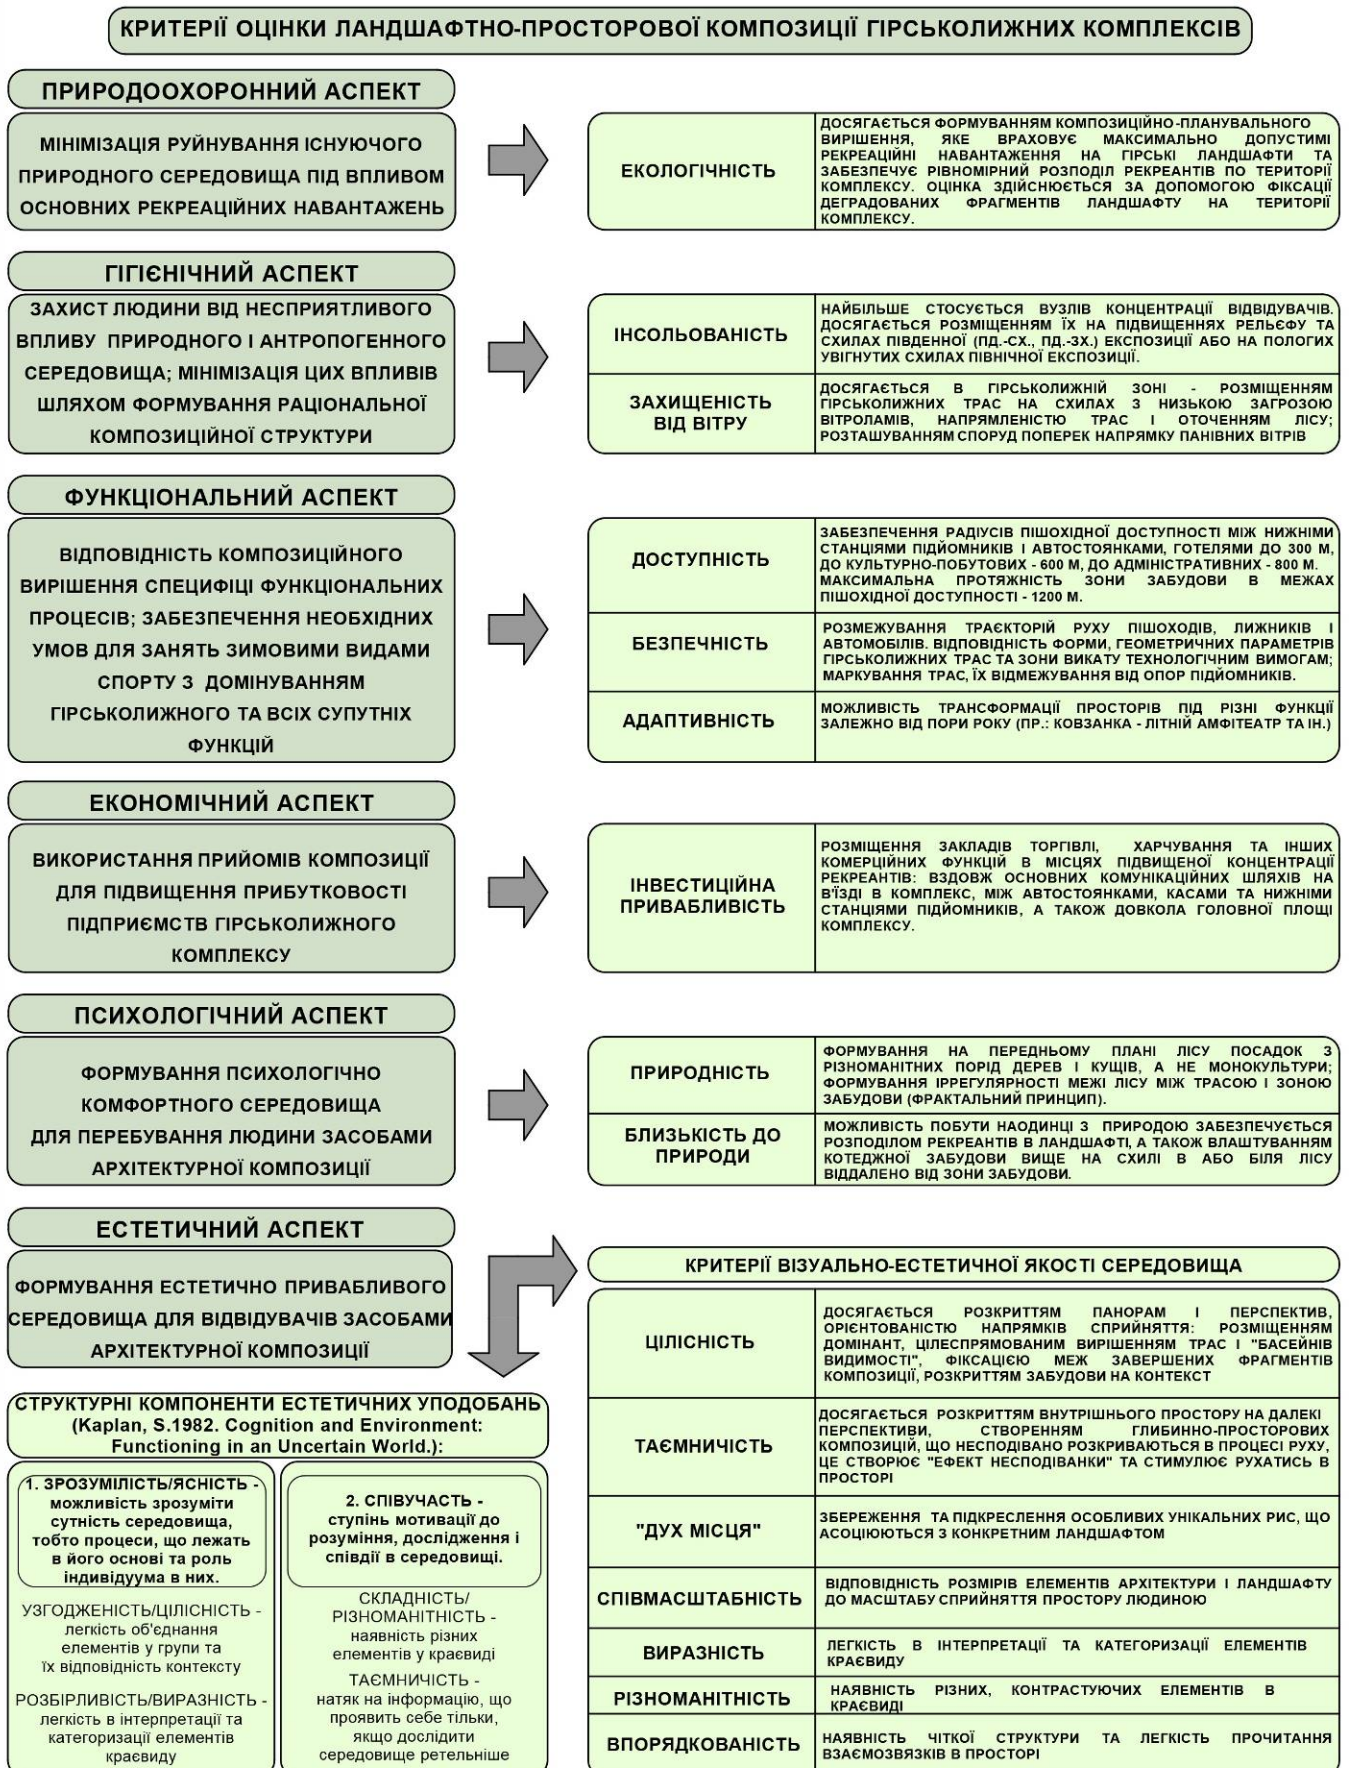 КРИТЕРІЇ ОЦІНКИ ЛАНДШАФТНО-ПРОСТОРОВОЇ КОМПОЗИЦІЇ ГІРСЬКОЛИЖНИХ КОМПЛЕКСІВ
ПРИРОДООХОРОННИЙ АСПЕКТ
МІНІМІЗАЦІЯ РУЙНУВАННЯ ІСНУЮЧОГО
ПРИРОДНОГО СЕРЕДОВИЩА ПІД ВПЛИВОМ
ОСНОВНИХ РЕКРЕАЦІЙНИХ НАВАНТАЖЕНЬ
ЕКОЛОГІЧНІСТЬ
ДОСЯГАЄТЬСЯ ФОРМУВАННЯМ КОМПОЗИЦІЙНО-ПЛАНУВАЛЬНОГО
ВИРІШЕННЯ, ЯКЕ ВРАХОВУЄ МАКСИМАЛЬНО ДОПУСТИМІ
РЕКРЕАЦІЙНІ НАВАНТАЖЕННЯ НА ГІРСЬКІ ЛАНДШАФТИ ТА
ЗАБЕЗПЕЧУЄ РІВНОМІРНИЙ РОЗПОДІЛ РЕКРЕАНТІВ ПО ТЕРИТОРІЇ
КОМПЛЕКСУ. ОЦІНКА ЗДІЙСНЮЄТЬСЯ ЗА ДОПОМОГОЮ ФІКСАЦІЇ
ДЕГРАДОВАНИХ ФРАГМЕНТІВ ЛАНДШАФТУ НА ТЕРИТОРІЇ
КОМПЛЕКСУ.
ГІГІЄНІЧНИЙ АСПЕКТ
ЗАХИСТ ЛЮДИНИ ВІД НЕСПРИЯТЛИВОГО
ВПЛИВУ ПРИРОДНОГО І АНТРОПОГЕННОГО
СЕРЕДОВИЩА; МІНІМІЗАЦІЯ ЦИХ ВПЛИВІВ
ШЛЯХОМ ФОРМУВАННЯ РАЦІОНАЛЬНОЇ
КОМПОЗИЦІЙНОЇ СТРУКТУРИ
ІНСОЛЬОВАНІСТЬ
НАЙБІЛЬШЕ СТОСУЄТЬСЯ ВУЗЛІВ КОНЦЕНТРАЦІЇ ВІДВІДУВАЧІВ.
ДОСЯГАЄТЬСЯ РОЗМІЩЕННЯМ ЇХ НА ПІДВИЩЕННЯХ РЕЛЬЄФУ ТА
СХИЛАХ ПІВДЕННОЇ (ПД.-СХ., ПД.-ЗХ.) ЕКСПОЗИЦІЇ АБО НА ПОЛОГИХ
УВІГНУТИХ СХИЛАХ ПІВНІЧНОЇ ЕКСПОЗИЦІЇ.
ЗАХИЩЕНІСТЬ
ВІД ВІТРУ
ДОСЯГАЄТЬСЯ В ГІРСЬКОЛИЖНІЙ ЗОНІ - РОЗМІЩЕННЯМ
ГІРСЬКОЛИЖНИХ ТРАС НА СХИЛАХ З НИЗЬКОЮ ЗАГРОЗОЮ
ВІТРОЛАМІВ, НАПРЯМЛЕНІСТЮ ТРАС І ОТОЧЕННЯМ ЛІСУ;
РОЗТАШУВАННЯМ СПОРУД ПОПЕРЕК НАПРЯМКУ ПАНІВНИХ ВІТРІВ
ФУНКЦІОНАЛЬНИЙ АСПЕКТ
ВІДПОВІДНІСТЬ КОМПОЗИЦІЙНОГО
ВИРІШЕННЯ СПЕЦИФІЦІ ФУНКЦІОНАЛЬНИХ
ПРОЦЕСІВ; ЗАБЕЗПЕЧЕННЯ НЕОБХІДНИХ
УМОВ ДЛЯ ЗАНЯТЬ ЗИМОВИМИ ВИДАМИ
СПОРТУ З ДОМІНУВАННЯМ
ГІРСЬКОЛИЖНОГО ТА ВСІХ СУПУТНІХ
ФУНКЦІЙ
ДОСТУПНІСТЬ
ЗАБЕЗПЕЧЕННЯ РАДІУСІВ ПІШОХІДНОЇ ДОСТУПНОСТІ МІЖ НИЖНІМИ
СТАНЦІЯМИ ПІДЙОМНИКІВ І АВТОСТОЯНКАМИ, ГОТЕЛЯМИ ДО 300 М,
ДО КУЛЬТУРНО-ПОБУТОВИХ - 600 М, ДО АДМІНІСТРАТИВНИХ - 800 М.
МАКСИМАЛЬНА ПРОТЯЖНІСТЬ ЗОНИ ЗАБУДОВИ В МЕЖАХ
ПІШОХІДНОЇ ДОСТУПНОСТІ - 1200 М.
БЕЗПЕЧНІСТЬ
РОЗМЕЖУВАННЯ ТРАЄКТОРІЙ РУХУ ПІШОХОДІВ, ЛИЖНИКІВ І
АВТОМОБІЛІВ. ВІДПОВІДНІСТЬ ФОРМИ, ГЕОМЕТРИЧНИХ ПАРАМЕТРІВ
ГІРСЬКОЛИЖНИХ ТРАС ТА ЗОНИ ВИКАТУ ТЕХНОЛОГІЧНИМ ВИМОГАМ;
МАРКУВАННЯ ТРАС, ЇХ ВІДМЕЖУВАННЯ ВІД ОПОР ПІДЙОМНИКІВ.
АДАПТИВНІСТЬ
МОЖЛИВІСТЬ ТРАНСФОРМАЦІЇ ПРОСТОРІВ ПІД РІЗНІ ФУНКЦІЇ
ЗАЛЕЖНО ВІД ПОРИ РОКУ (ПР.: КОВЗАНКА - ЛІТНІЙ АМФІТЕАТР ТА ІН.)
ЕКОНОМІЧНИЙ АСПЕКТ
ВИКОРИСТАННЯ ПРИЙОМІВ КОМПОЗИЦІЇ
ДЛЯ ПІДВИЩЕННЯ ПРИБУТКОВОСТІ
ПІДПРИЄМСТВ ГІРСЬКОЛИЖНОГО
КОМПЛЕКСУ
ІНВЕСТИЦІЙНА
ПРИВАБЛИВІСТЬ
РОЗМІЩЕННЯ ЗАКЛАДІВ ТОРГІВЛІ, ХАРЧУВАННЯ ТА ІНШИХ
КОМЕРЦІЙНИХ ФУНКЦІЙ В МІСЦЯХ ПІДВИЩЕНОЇ КОНЦЕНТРАЦІЇ
РЕКРЕАНТІВ: ВЗДОВЖ ОСНОВНИХ КОМУНІКАЦІЙНИХ ШЛЯХІВ НА
В'ЇЗДІ В КОМПЛЕКС, МІЖ АВТОСТОЯНКАМИ, КАСАМИ ТА НИЖНІМИ
СТАНЦІЯМИ ПІДЙОМНИКІВ, А ТАКОЖ ДОВКОЛА ГОЛОВНОЇ ПЛОЩІ
КОМПЛЕКСУ.
ПСИХОЛОГІЧНИЙ АСПЕКТ
ФОРМУВАННЯ ПСИХОЛОГІЧНО
КОМФОРТНОГО СЕРЕДОВИЩА
ДЛЯ ПЕРЕБУВАННЯ ЛЮДИНИ ЗАСОБАМИ
АРХІТЕКТУРНОЇ КОМПОЗИЦІЇ
ПРИРОДНІСТЬ
ФОРМУВАННЯ НА ПЕРЕДНЬОМУ ПЛАНІ ЛІСУ ПОСАДОК З
РІЗНОМАНІТНИХ ПОРІД ДЕРЕВ І КУЩІВ, А НЕ МОНОКУЛЬТУРИ;
ФОРМУВАННЯ ІРРЕГУЛЯРНОСТІ МЕЖІ ЛІСУ МІЖ ТРАСОЮ І ЗОНОЮ
ЗАБУДОВИ (ФРАКТАЛЬНИЙ ПРИНЦИП).
БЛИЗЬКІСТЬ ДО
ПРИРОДИ
МОЖЛИВІСТЬ ПОБУТИ НАОДИНЦІ З ПРИРОДОЮ ЗАБЕЗПЕЧУЄТЬСЯ
РОЗПОДІЛОМ РЕКРЕАНТІВ В ЛАНДШАФТІ, А ТАКОЖ ВЛАШТУВАННЯМ
КОТЕДЖНОЇ ЗАБУДОВИ ВИЩЕ НА СХИЛІ В АБО БІЛЯ ЛІСУ
ВІДДАЛЕНО ВІД ЗОНИ ЗАБУДОВИ.
ЕСТЕТИЧНИЙ АСПЕКТ
ФОРМУВАННЯ ЕСТЕТИЧНО ПРИВАБЛИВОГО
СЕРЕДОВИЩА ДЛЯ ВІДВІДУВАЧІВ ЗАСОБАМИ
АРХІТЕКТУРНОЇ КОМПОЗИЦІЇ
СТРУКТУРНІ КОМПОНЕНТИ ЕСТЕТИЧНИХ УПОДОБАНЬ
(Kaplan, S.1982. Cognition and Environment:
Functioning in an Uncertain World.):
1. ЗРОЗУМІЛІСТЬ/ЯСНІСТЬ -
можливість зрозуміти
сутність середовища,
тобто процеси, що лежать
в його основі та роль
індивідуума в них.
УЗГОДЖЕНІСТЬ/ЦІЛІСНІСТЬ -
легкість об'єднання
елементів у групи та
їх відповідність контексту
РОЗБІРЛИВІСТЬ/ВИРАЗНІСТЬ -
легкість в інтерпретації та
категоризації елементів
краєвиду
2. СПІВУЧАСТЬ -
ступінь мотивації до
розуміння, дослідження і
співдії в середовищі.
СКЛАДНІСТЬ/
РІЗНОМАНІТНІСТЬ -
наявність різних
елементів у краєвиді
ТАЄМНИЧІСТЬ -
натяк на інформацію, що
проявить себе тільки,
якщо дослідити
середовище ретельніше
КРИТЕРІЇ ВІЗУАЛЬНО-ЕСТЕТИЧНОЇ ЯКОСТІ СЕРЕДОВИЩА
ЦІЛІСНІСТЬ
ДОСЯГАЄТЬСЯ РОЗКРИТТЯМ ПАНОРАМ І ПЕРСПЕКТИВ,
ОРІЄНТОВАНІСТЮ НАПРЯМКІВ СПРИЙНЯТТЯ: РОЗМІЩЕННЯМ
ДОМІНАНТ, ЦІЛЕСПРЯМОВАНИМ ВИРІШЕННЯМ ТРАС І "БАСЕЙНІВ
ВИДИМОСТІ", ФІКСАЦІЄЮ МЕЖ ЗАВЕРШЕНИХ ФРАГМЕНТІВ
КОМПОЗИЦІЇ, РОЗКРИТТЯМ ЗАБУДОВИ НА КОНТЕКСТ
ТАЄМНИЧІСТЬ
ДОСЯГАЄТЬСЯ РОЗКРИТТЯМ ВНУТРІШНЬОГО ПРОСТОРУ НА ДАЛЕКІ
ПЕРСПЕКТИВИ, СТВОРЕННЯМ ГЛИБИННО-ПРОСТОРОВИХ
КОМПОЗИЦІЙ, ЩО НЕСПОДІВАНО РОЗКРИВАЮТЬСЯ В ПРОЦЕСІ РУХУ,
ЦЕ СТВОРЮЄ "ЕФЕКТ НЕСПОДІВАНКИ" ТА СТИМУЛЮЄ РУХАТИСЬ В
ПРОСТОРІ
"ДУХ МІСЦЯ"
ЗБЕРЕЖЕННЯ ТА ПІДКРЕСЛЕННЯ ОСОБЛИВИХ УНІКАЛЬНИХ РИС, ЩО
АСОЦІЮЮТЬСЯ З КОНКРЕТНИМ ЛАНДШАФТОМ
СПІВМАСШТАБНІСТЬ
ВІДПОВІДНІСТЬ РОЗМІРІВ ЕЛЕМЕНТІВ АРХІТЕКТУРИ І ЛАНДШАФТУ
ДО МАСШТАБУ СПРИЙНЯТТЯ ПРОСТОРУ ЛЮДИНОЮ
ВИРАЗНІСТЬ
ЛЕГКІСТЬ В ІНТЕРПРЕТАЦІЇ ТА КАТЕГОРИЗАЦІЇ ЕЛЕМЕНТІВ
КРАЄВИДУ
РІЗНОМАНІТНІСТЬ
НАЯВНІСТЬ РІЗНИХ, КОНТРАСТУЮЧИХ ЕЛЕМЕНТІВ В
КРАЄВИДІ
ВПОРЯДКОВАНІСТЬ
НАЯВНІСТЬ ЧІТКОЇ СТРУКТУРИ ТА ЛЕГКІСТЬ ПРОЧИТАННЯ
ВЗАЄМОЗВЯЗКІВ В ПРОСТОРІ